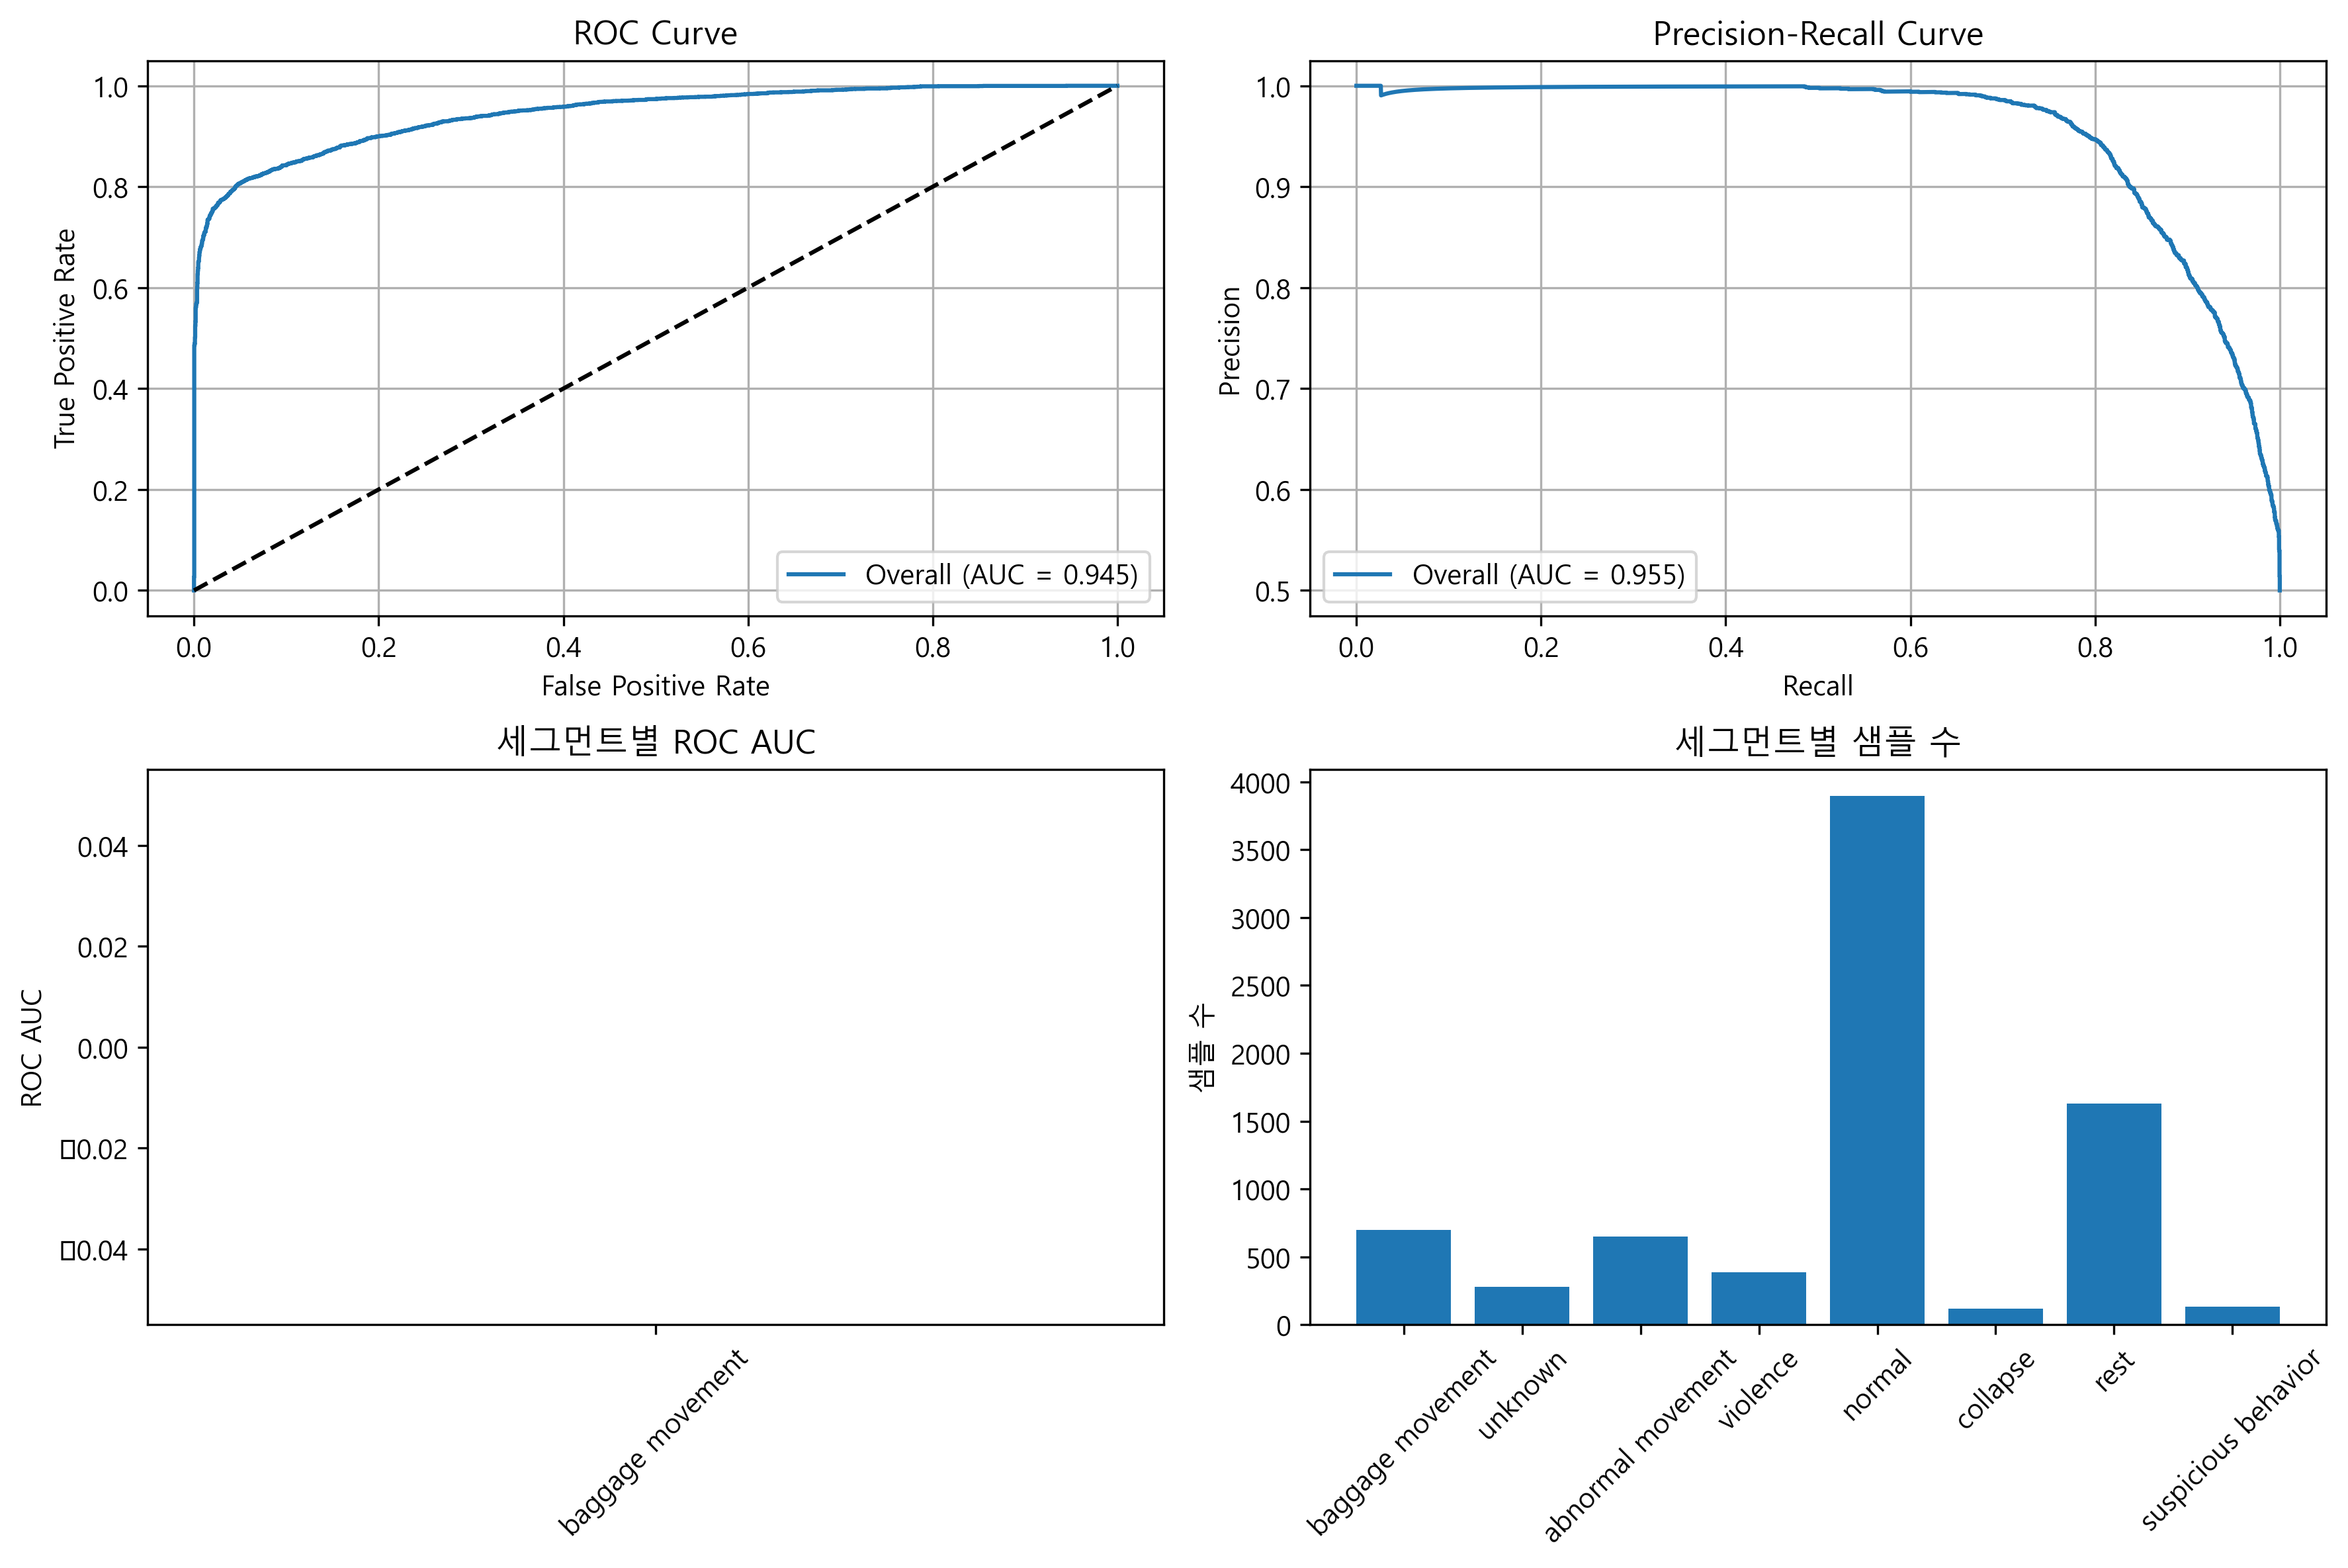 ROC Curve
1.0
0.8
0.6
0.4
0.2
0.0
True Positive Rate
Overall (AUC = 0.945)
0.0 0.2 0.4 0.6 0.8 1.0
False Positive Rate
Precision-Recall Curve
1.0
0.9
0.8
0.7
0.6
0.5
Precision
Overall (AUC = 0.955)
0.0 0.2 0.4 0.6 0.8 1.0
Recall
세그먼트별 ROC AUC
0.04
0.02
0.00
□0.02
□0.04
ROC AUC
baggage movement
세그먼트별 샘플 수
4000
3500
3000
2500
2000
1500
1000
500
0
샘플 수
baggage movement
unknown
abnormal movement
violence
normal
collapse
rest
suspicious behavior